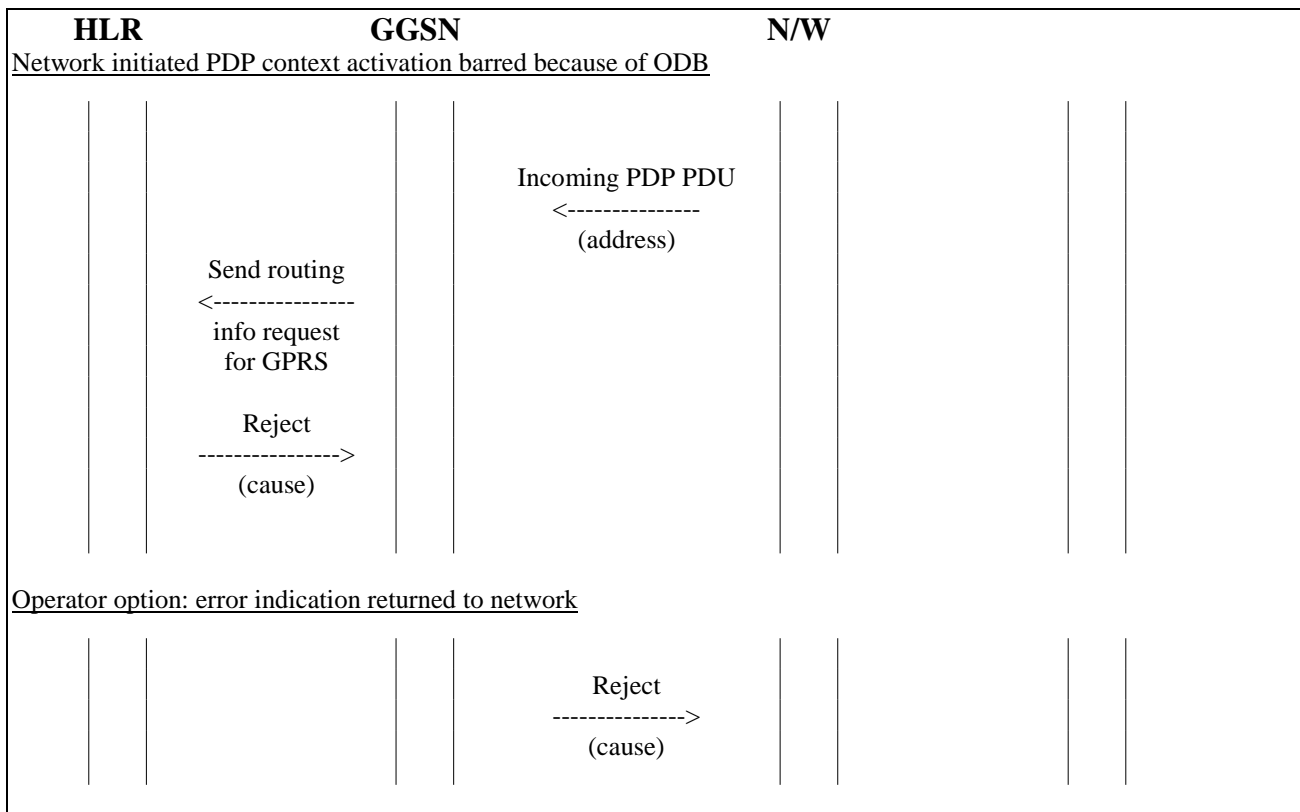 HLR GGSN N/W
Network initiated PDP context activation barred because of ODB
Incoming PDP PDU
<---------------
(address)
Send routing
<----------------
info request
for GPRS
Reject
---------------->
(cause)
Operator option: error indication returned to network
Reject
--------------->
(cause)